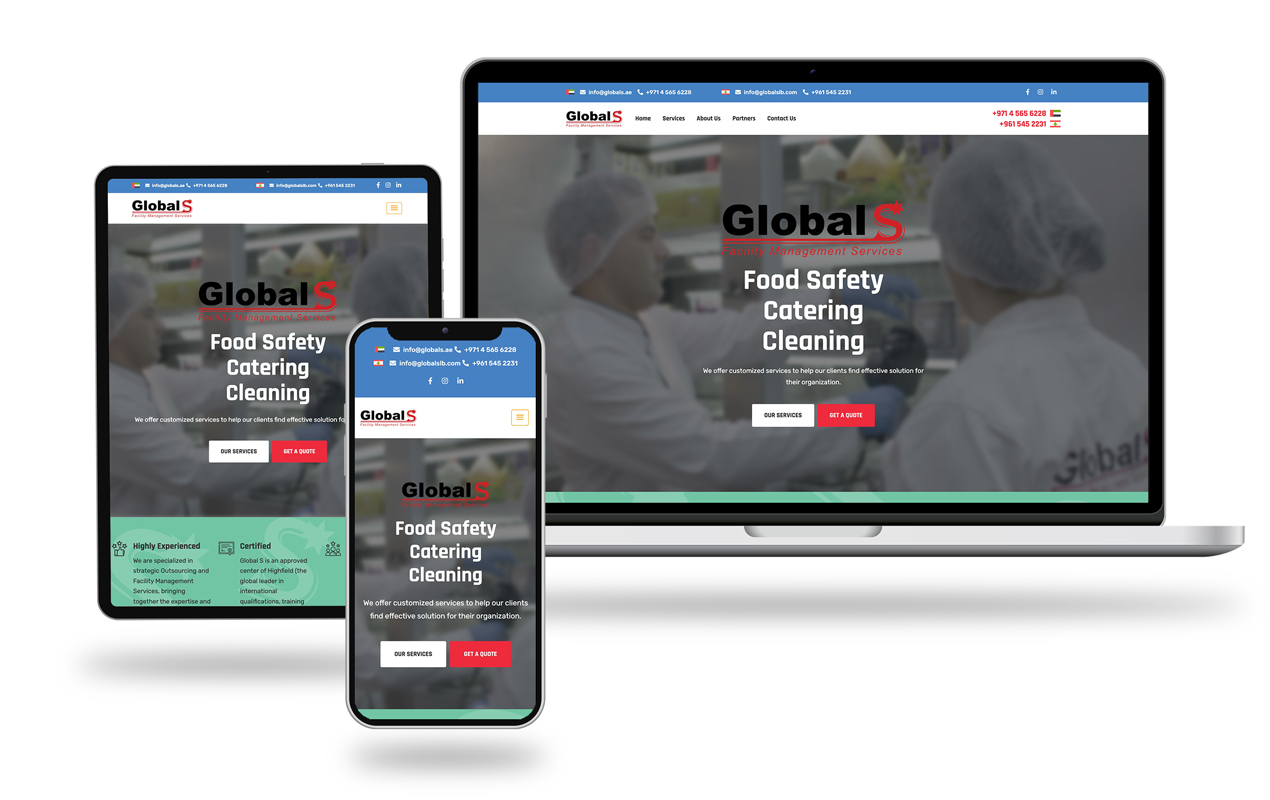 info@globals.ae +971 4 565 6228 info@globalslb.com +961 545 2231
Global S
Facility Management Services
Home Services About Us Partners Contact Us
+971 4 565 6228
+961 545 2231
Global S
Facility Management Services
Food Safety
Catering
Cleaning
We offer customized services to help our clients find effective solution for
their organization.
OUR SERVICES GET A QUOTE
Global
info@globals.ae +971 4 565 6228 info@globalslb.com +961 545 2231
Global S
Facility Management Services
Global S
Facility Management Services
Food Safety
Catering
Cleaning
We offer customized services to help our clients find effective solution fo
OUR SERVICES GET A QUOTE
Highly Experienced
We are specialized in
strategic Outsourcing and
Facility Management
Services, bringing
together the expertise and
Certified
Global S is an approved
center of Highfield (the
global leader in
international
qualifications, training
info@globals.ae +971 4 565 6228
info@globalslb.com +961 545 2231
Global S
Facility Management Services
Global S
Food Safety
Catering
Cleaning
We offer customized services to help our clients
find effective solution for their organization.
OUR SERVICES GET A QUOTE